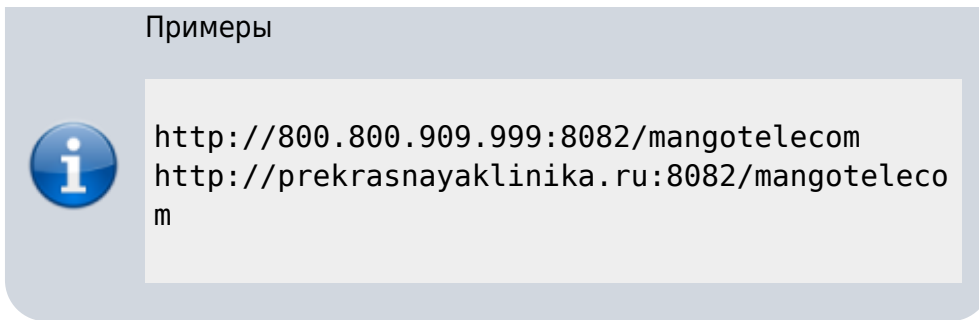 Примеры
http://800.800.909.999:8082/mangotelecom
http://prekrasnayaklinika.ru:8082/mangoteleco
m